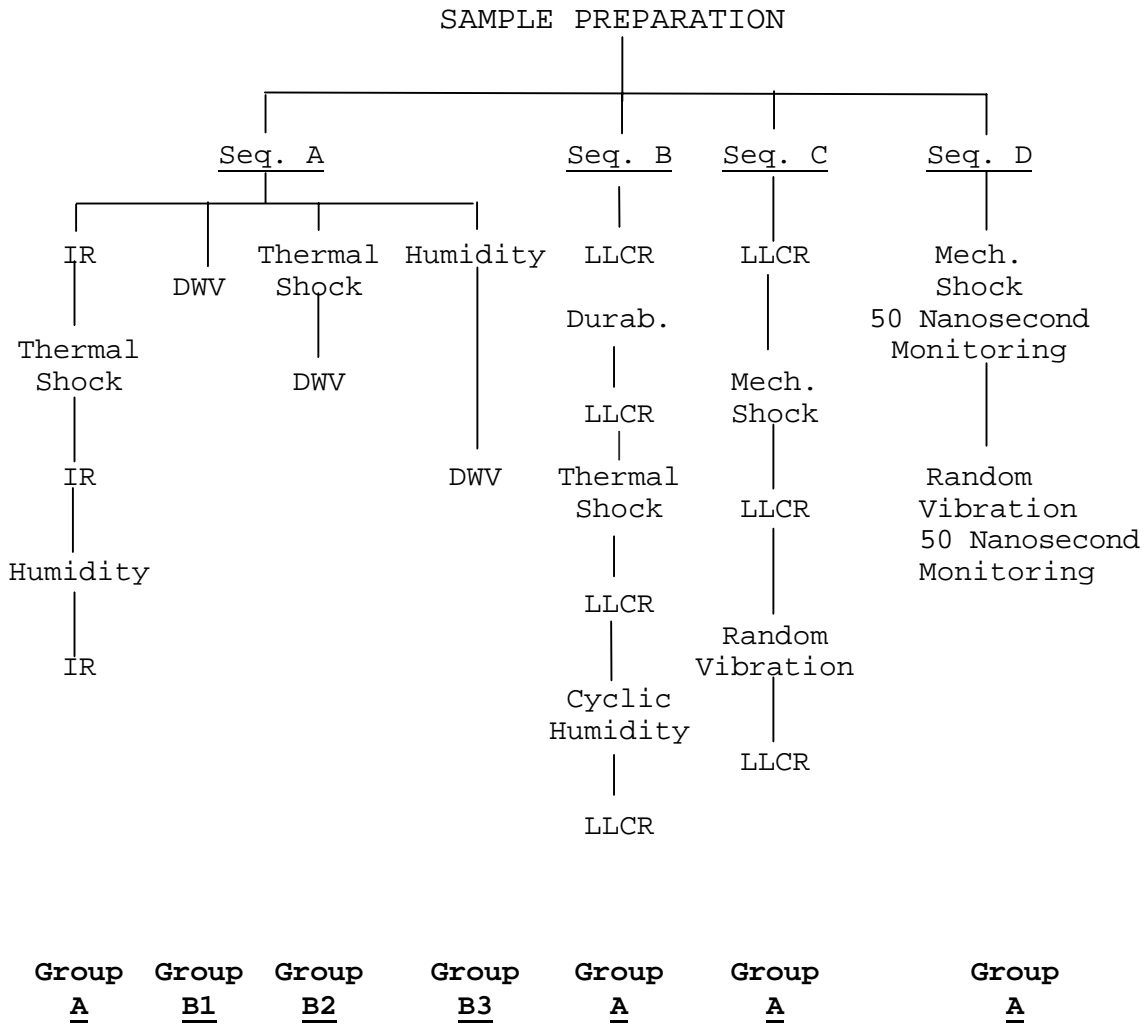 SAMPLE PREPARATION
Seq. A
Seq. B
Seq. C
Seq. D
IR
Thermal
Shock
IR
Humidity
IR
DWV
Thermal
Shock
DWV
Humidity
DWV
LLCR
Durab.
LLCR
Thermal
Shock
LLCR
Cyclic
Humidity
LLCR
LLCR
Mech.
Shock
LLCR
Random
Vibration
LLCR
Mech.
Shock
50 Nanosecond
Monitoring
Random
Vibration
50 Nanosecond
Monitoring
Group
A
Group
B1
Group
B2
Group
B3
Group
A
Group
A
Group
A